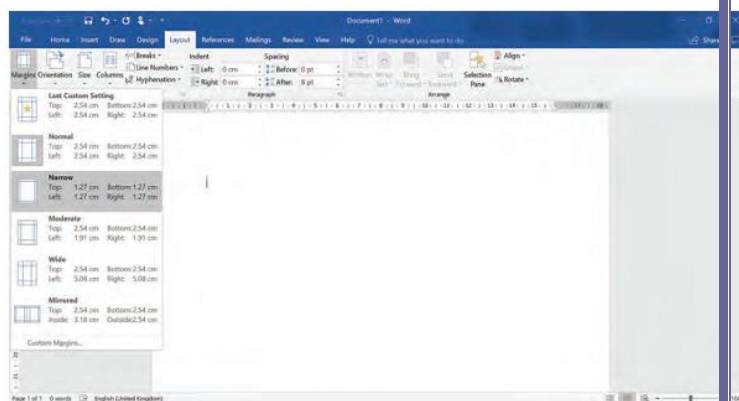 Document1 - Word
File Home Insert Draw Design Layout References Mailings Review View Help Tell me what you want to do Share
Breaks Indent Spacing Align
Line Numbers Left: 0 cm Before: 0 pt
Margins Orientation Size Columns Hyphenation Right: 0 cm After: 8 pt Position Wrap Text Bring Forward Send Backward Selection Pane Rotate
Paragraph Arrange
Last Custom Setting
Top: 2.54 cm Bottom: 2.54 cm
Left: 2.54 cm Right: 2.54 cm
Normal
Top: 2.54 cm Bottom: 2.54 cm
Left: 2.54 cm Right: 2.54 cm
Narrow
Top: 1.27 cm Bottom: 1.27 cm
Left: 1.27 cm Right: 1.27 cm
Moderate
Top: 2.54 cm Bottom: 2.54 cm
Left: 1.91 cm Right: 1.91 cm
Wide
Top: 2.54 cm Bottom: 2.54 cm
Left: 5.08 cm Right: 5.08 cm
Mirrored
Top: 2.54 cm Bottom: 2.54 cm
Inside: 3.18 cm Outside: 2.54 cm
Custom Margins...
Page 1 of 1 0 words English (United Kingdom)